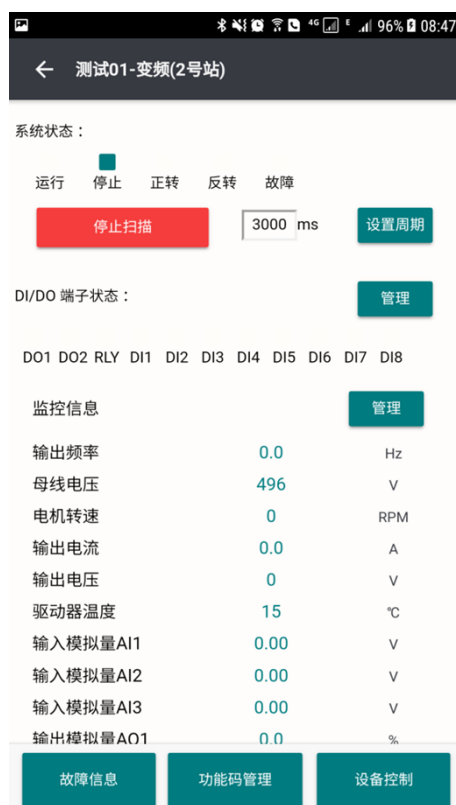 4G E 96% 08:47
测试01-变频(2号站)
系统状态：
运行 停止 正转 反转 故障
停止扫描 3000 ms 设置周期
DI/DO 端子状态： 管理
DO1 DO2 RLY DI1 DI2 DI3 DI4 DI5 DI6 DI7 DI8
监控信息 管理
输出频率 0.0 Hz
母线电压 496 V
电机转速 0 RPM
输出电流 0.0 A
输出电压 0 V
驱动器温度 15 ℃
输入模拟量AI1 0.00 V
输入模拟量AI2 0.00 V
输入模拟量AI3 0.00 V
输出模拟量AO1 0.0 %
故障信息 功能码管理 设备控制